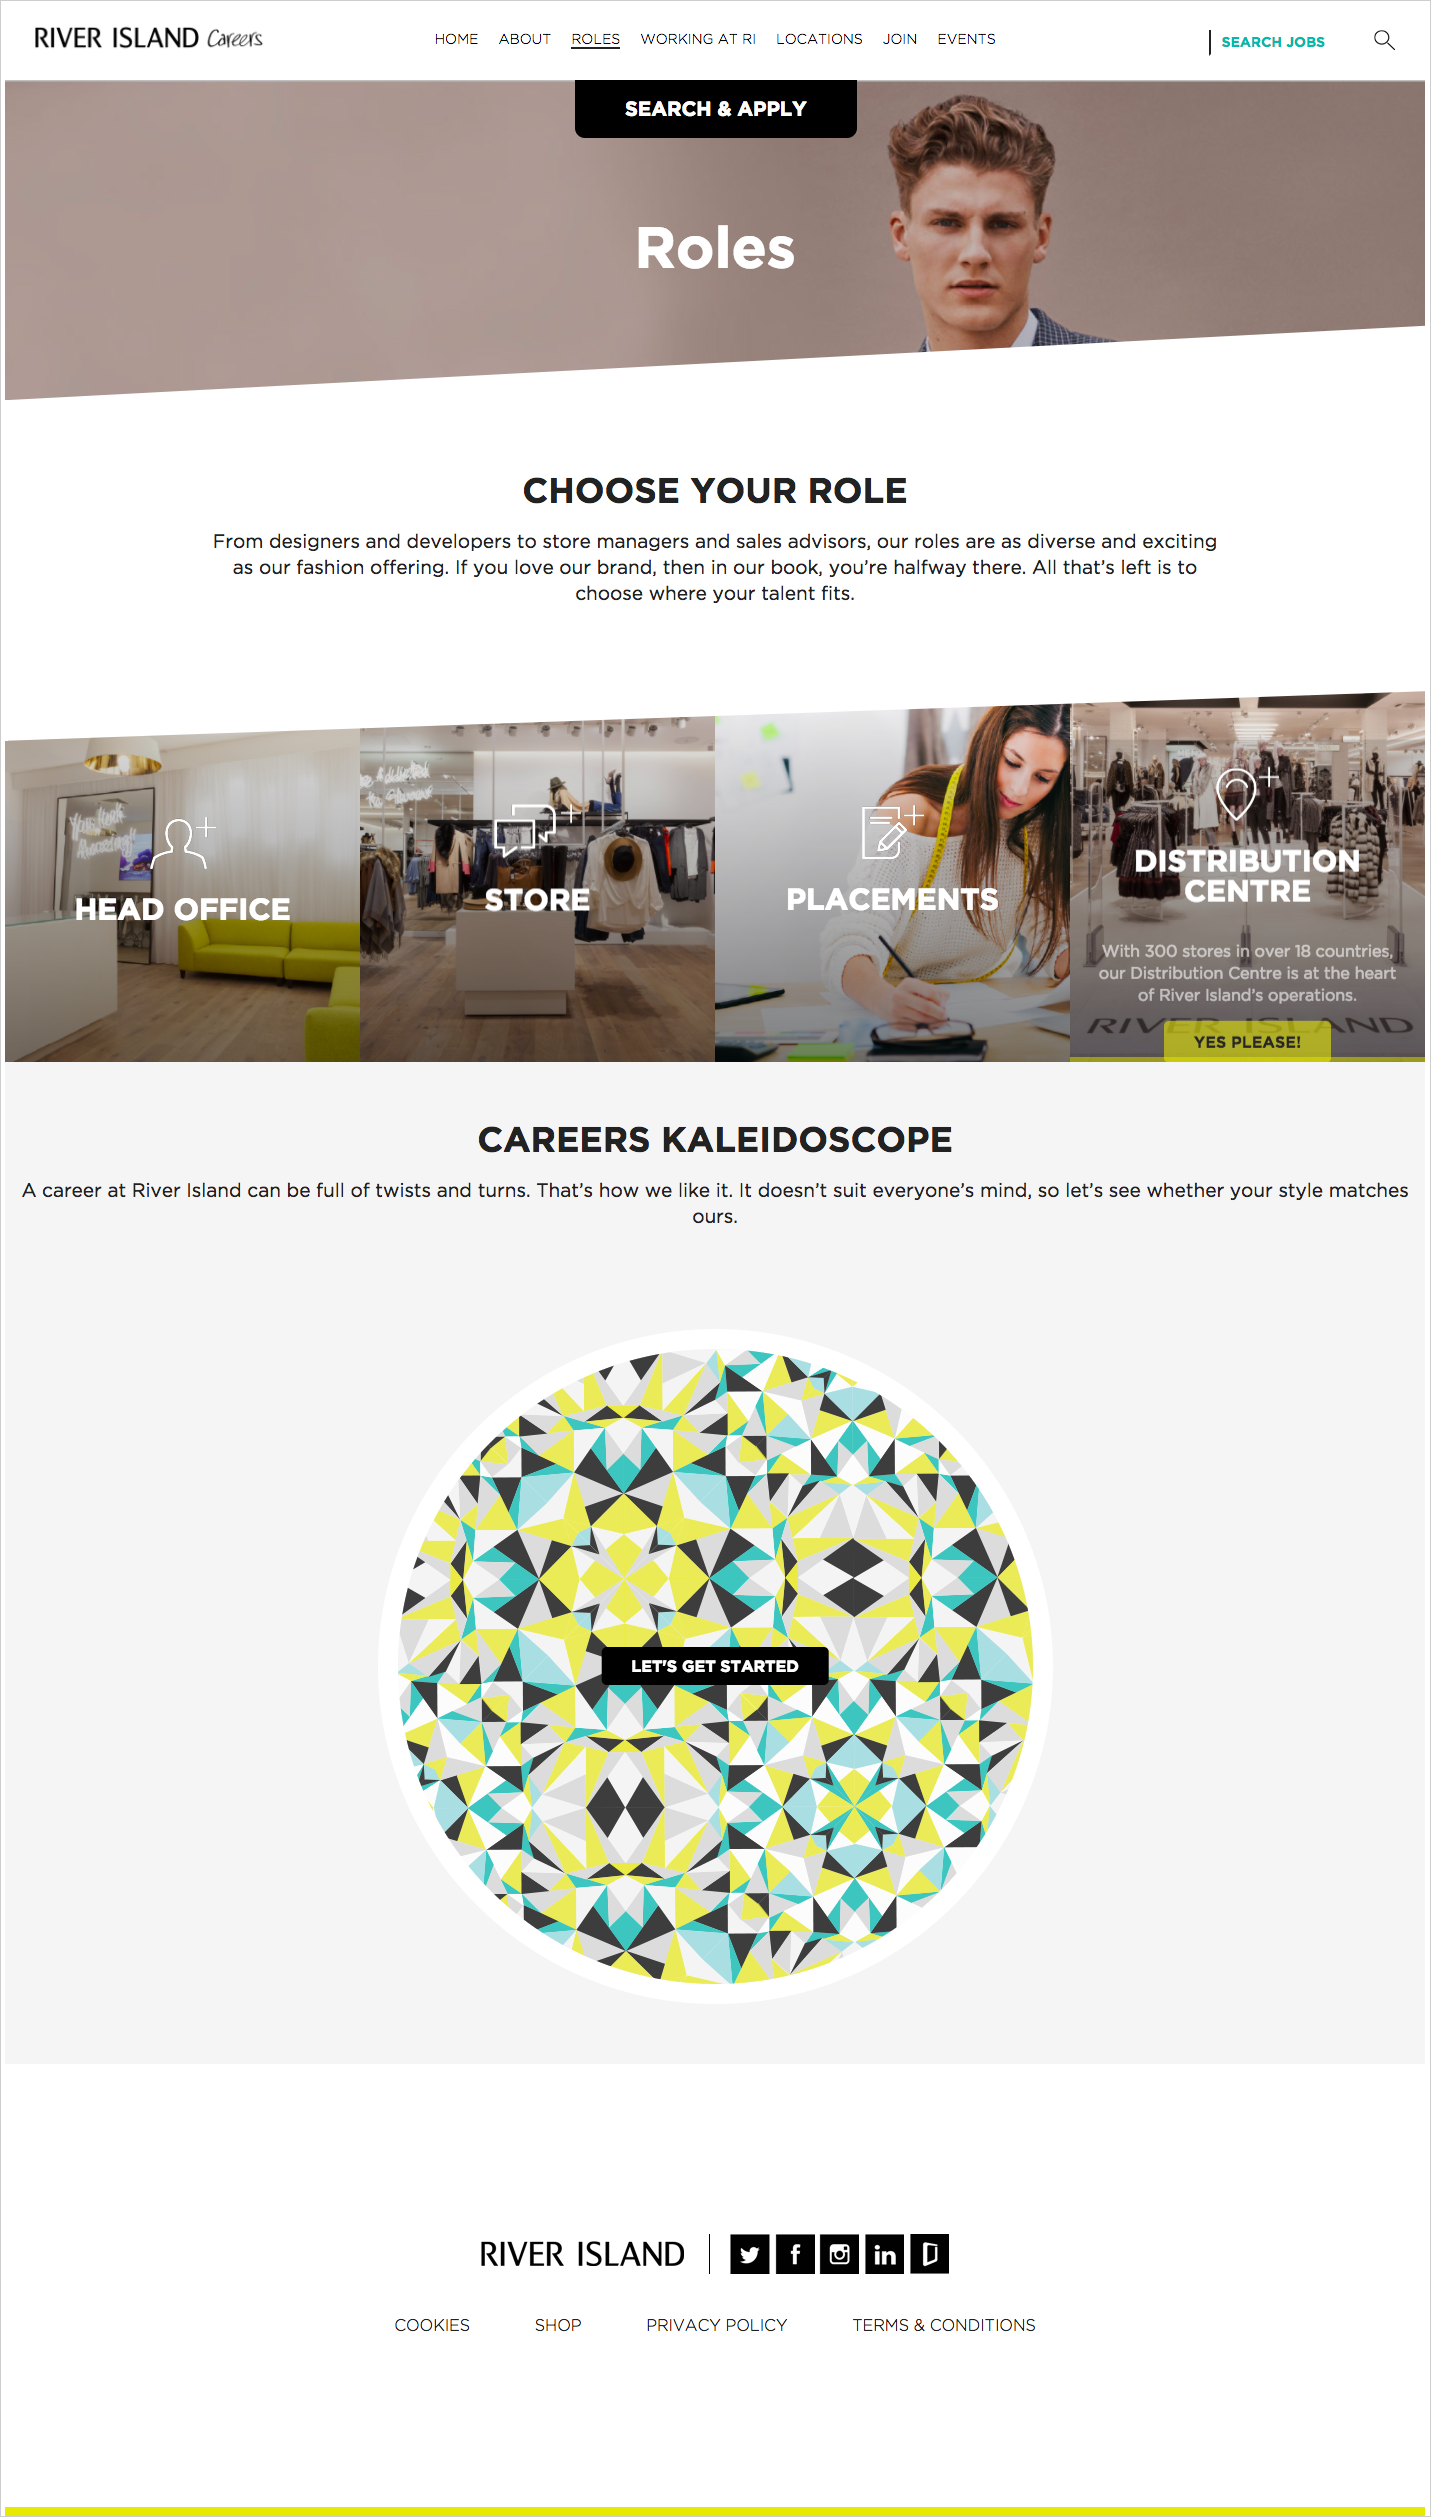 RIVER ISLAND Careers
HOME ABOUT ROLES WORKING AT RI LOCATIONS JOIN EVENTS
SEARCH JOBS
SEARCH & APPLY
Roles
CHOOSE YOUR ROLE
From designers and developers to store managers and sales advisors, our roles are as diverse and exciting
as our fashion offering. If you love our brand, then in our book, you’re halfway there. All that’s left is to
choose where your talent fits.
You look
Amazing!!
HEAD OFFICE
STORE
PLACEMENTS
DISTRIBUTION
CENTRE
With 300 stores in over 18 countries,
our Distribution Centre is at the heart
of River Island’s operations.
RIVER ISLAND
YES PLEASE!
CAREERS KALEIDOSCOPE
A career at River Island can be full of twists and turns. That’s how we like it. It doesn’t suit everyone’s mind, so let’s see whether your style matches
ours.
LET'S GET STARTED
RIVER ISLAND
COOKIES SHOP PRIVACY POLICY TERMS & CONDITIONS